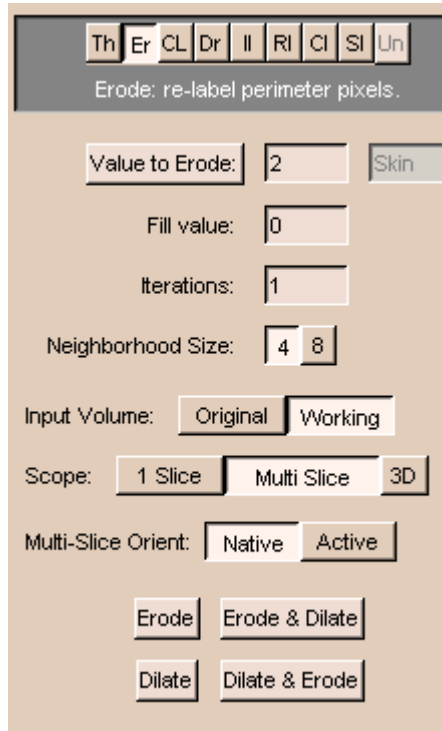 Th Er CL Dr II RI CI SI Un
Erode: re-label perimeter pixels.
Value to Erode: 2 Skin
Fill value: 0
Iterations: 1
Neighborhood Size: 4 8
Input Volume: Original Working
Scope: 1 Slice Multi Slice 3D
Multi-Slice Orient: Native Active
Erode Erode & Dilate
Dilate Dilate & Erode